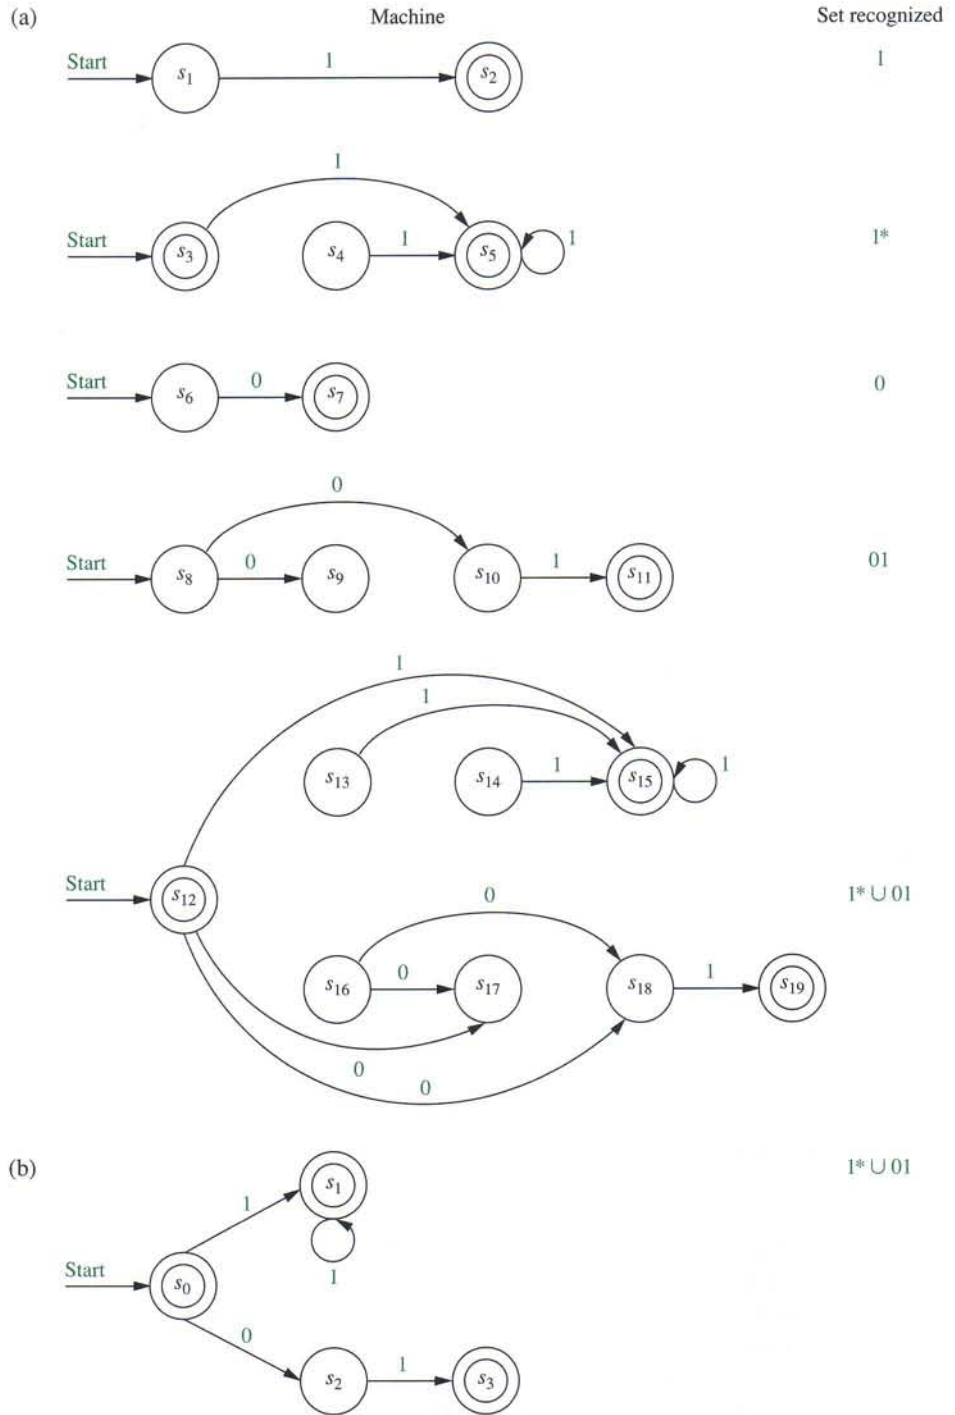 (a) Machine Set recognized
Start s1 1 s2 1
1
Start s3 s4 1 s5 1 1*
Start s6 0 s7 0
0
Start s8 0 s9 s10 1 s11 01
1
1
s13 s14 1 s15 1
Start s12 1* ∪ 01
0
s16 0 s17 s18 1 s19
0
0
(b) s1 1* ∪ 01
1
1
Start s0
0
s2 1 s3